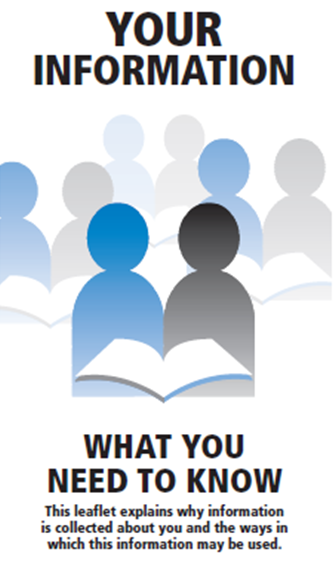 YOUR
INFORMATION
WHAT YOU
NEED TO KNOW
This leaflet explains why information
is collected about you and the ways in
which this information may be used.